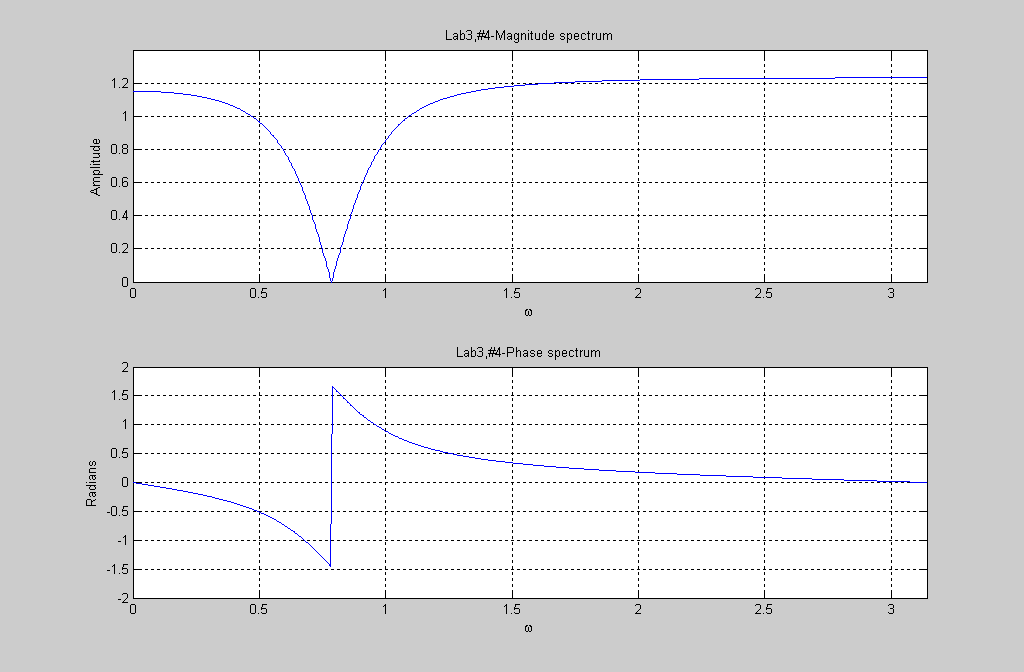 Lab3,#4-Magnitude spectrum
1.2
1
0.8
0.6
0.4
0.2
0
Amplitude
0 0.5 1 1.5 2 2.5 3
ω
Lab3,#4-Phase spectrum
2
1.5
1
0.5
0
-0.5
-1
-1.5
-2
Radians
0 0.5 1 1.5 2 2.5 3
ω